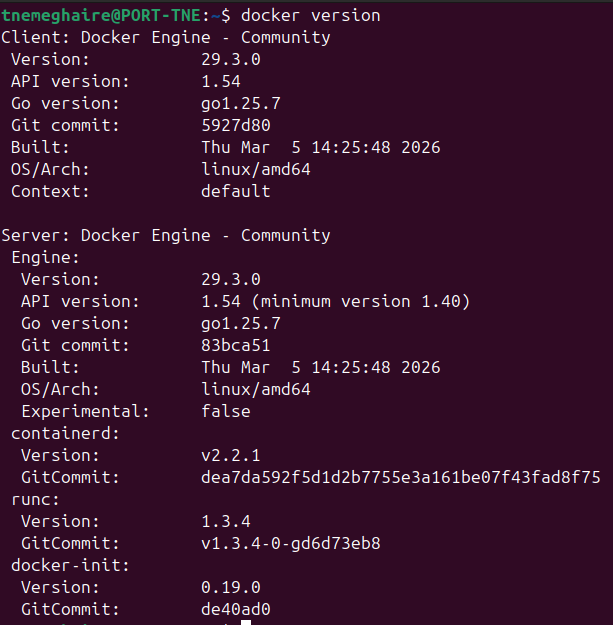 tnemeghaire@PORT-TNE:~$ docker version
Client: Docker Engine - Community
 Version:           29.3.0
 API version:       1.54
 Go version:        go1.25.7
 Git commit:        5927d80
 Built:             Thu Mar  5 14:25:48 2026
 OS/Arch:           linux/amd64
 Context:           default

Server: Docker Engine - Community
 Engine:
  Version:          29.3.0
  API version:      1.54 (minimum version 1.40)
  Go version:       go1.25.7
  Git commit:       83bca51
  Built:            Thu Mar  5 14:25:48 2026
  OS/Arch:          linux/amd64
  Experimental:     false
 containerd:
  Version:          v2.2.1
  GitCommit:        dea7da592f5d1d2b7755e3a161be07f43fad8f75
 runc:
  Version:          1.3.4
  GitCommit:        v1.3.4-0-gd6d73eb8
 docker-init:
  Version:          0.19.0
  GitCommit:        de40ad0